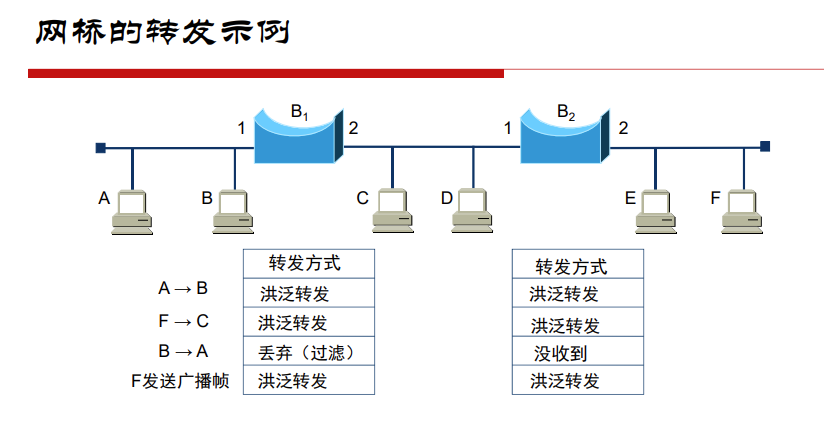 网桥的转发示例
B1
B2
1
2
1
2
A
B
C
D
E
F
转发方式
转发方式
A → B
洪泛转发
洪泛转发
F → C
洪泛转发
洪泛转发
B → A
丢弃（过滤）
没收到
F发送广播帧
洪泛转发
洪泛转发